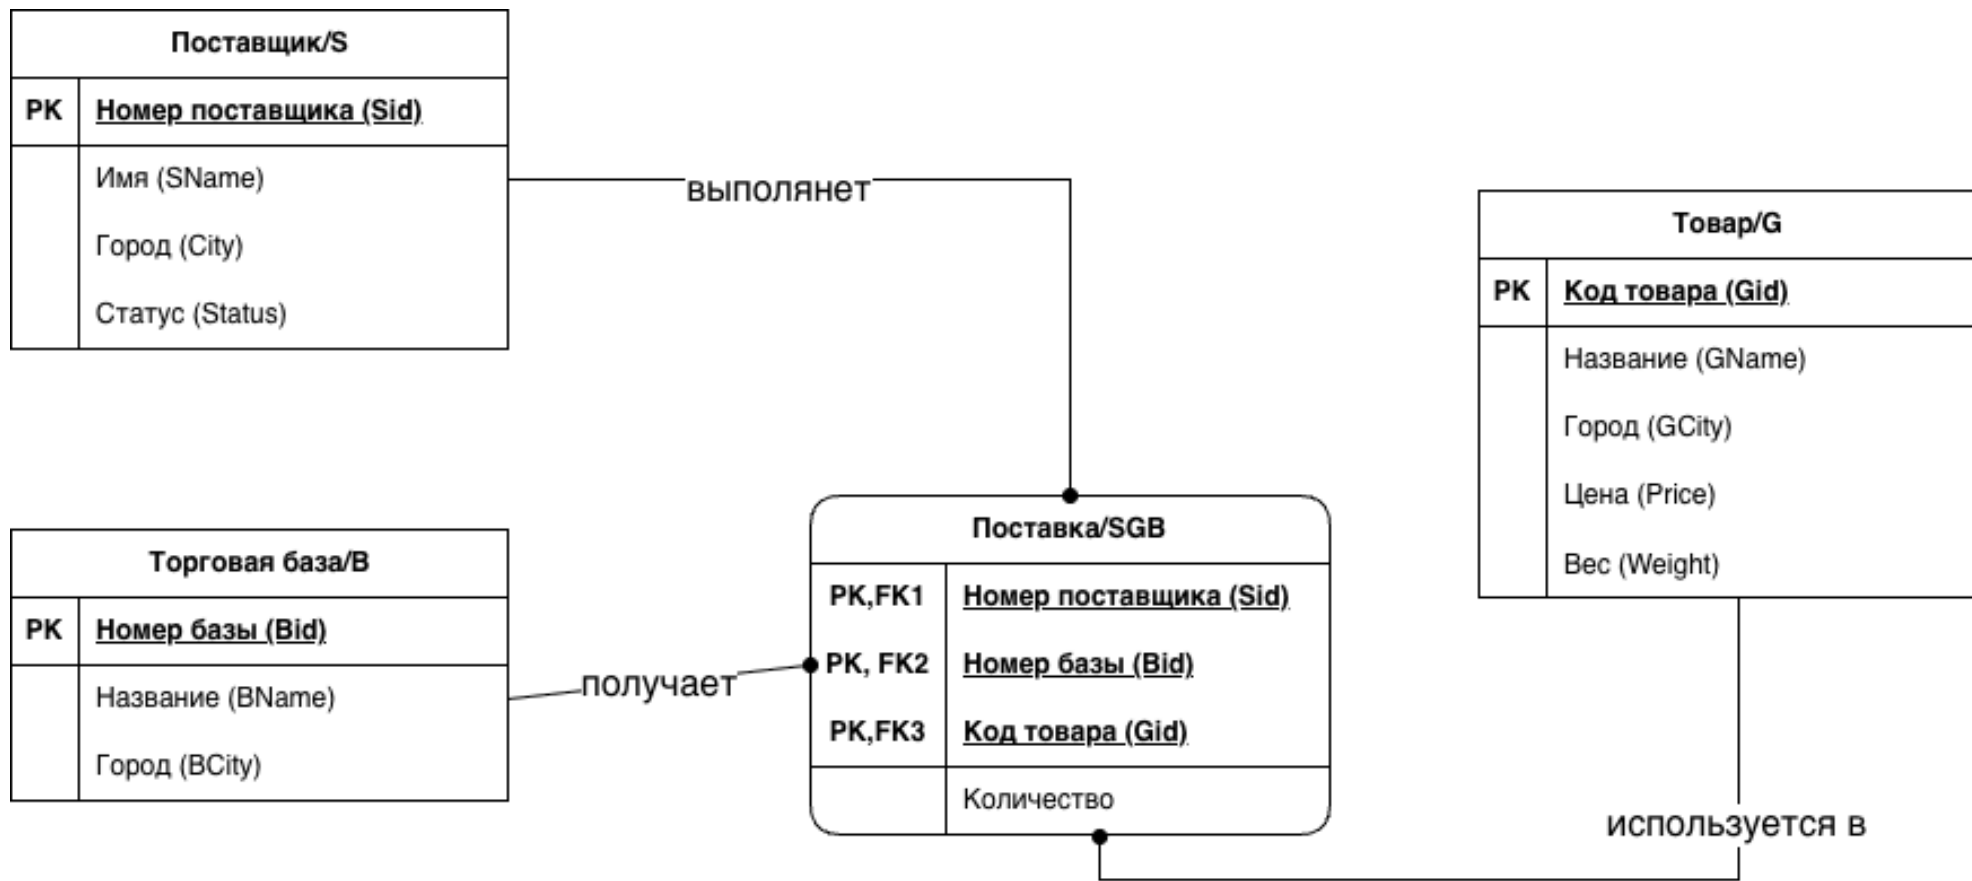 Поставщик/S
PK Номер поставщика (Sid)
Имя (SName)
Город (City)
Статус (Status)
выполянет
Товар/G
PK Код товара (Gid)
Название (GName)
Город (GCity)
Цена (Price)
Вес (Weight)
Торговая база/B
PK Номер базы (Bid)
Название (BName)
Город (BCity)
получает
Поставка/SGB
PK,FK1 Номер поставщика (Sid)
PK, FK2 Номер базы (Bid)
PK,FK3 Код товара (Gid)
Количество
используется в